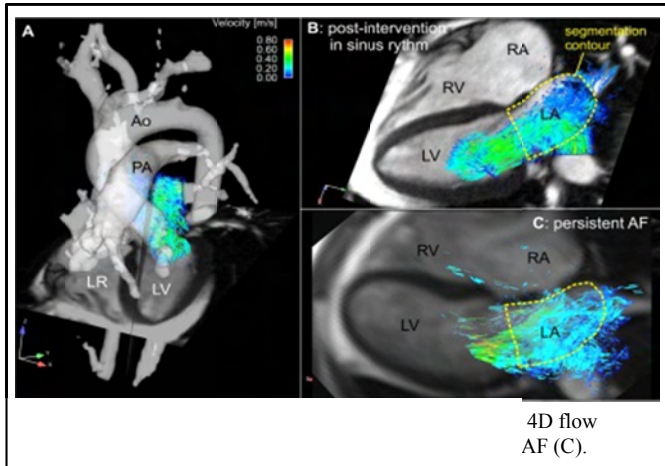 A
Velocity [m/s]
0.80
0.60
0.40
0.20
0.00
Ao
PA
LR
LV
B: post-intervention
in sinus rythm
segmentation
contour
RA
RV
LA
LV
C: persistent AF
RV
RA
LV
LA
4D flow
AF (C).